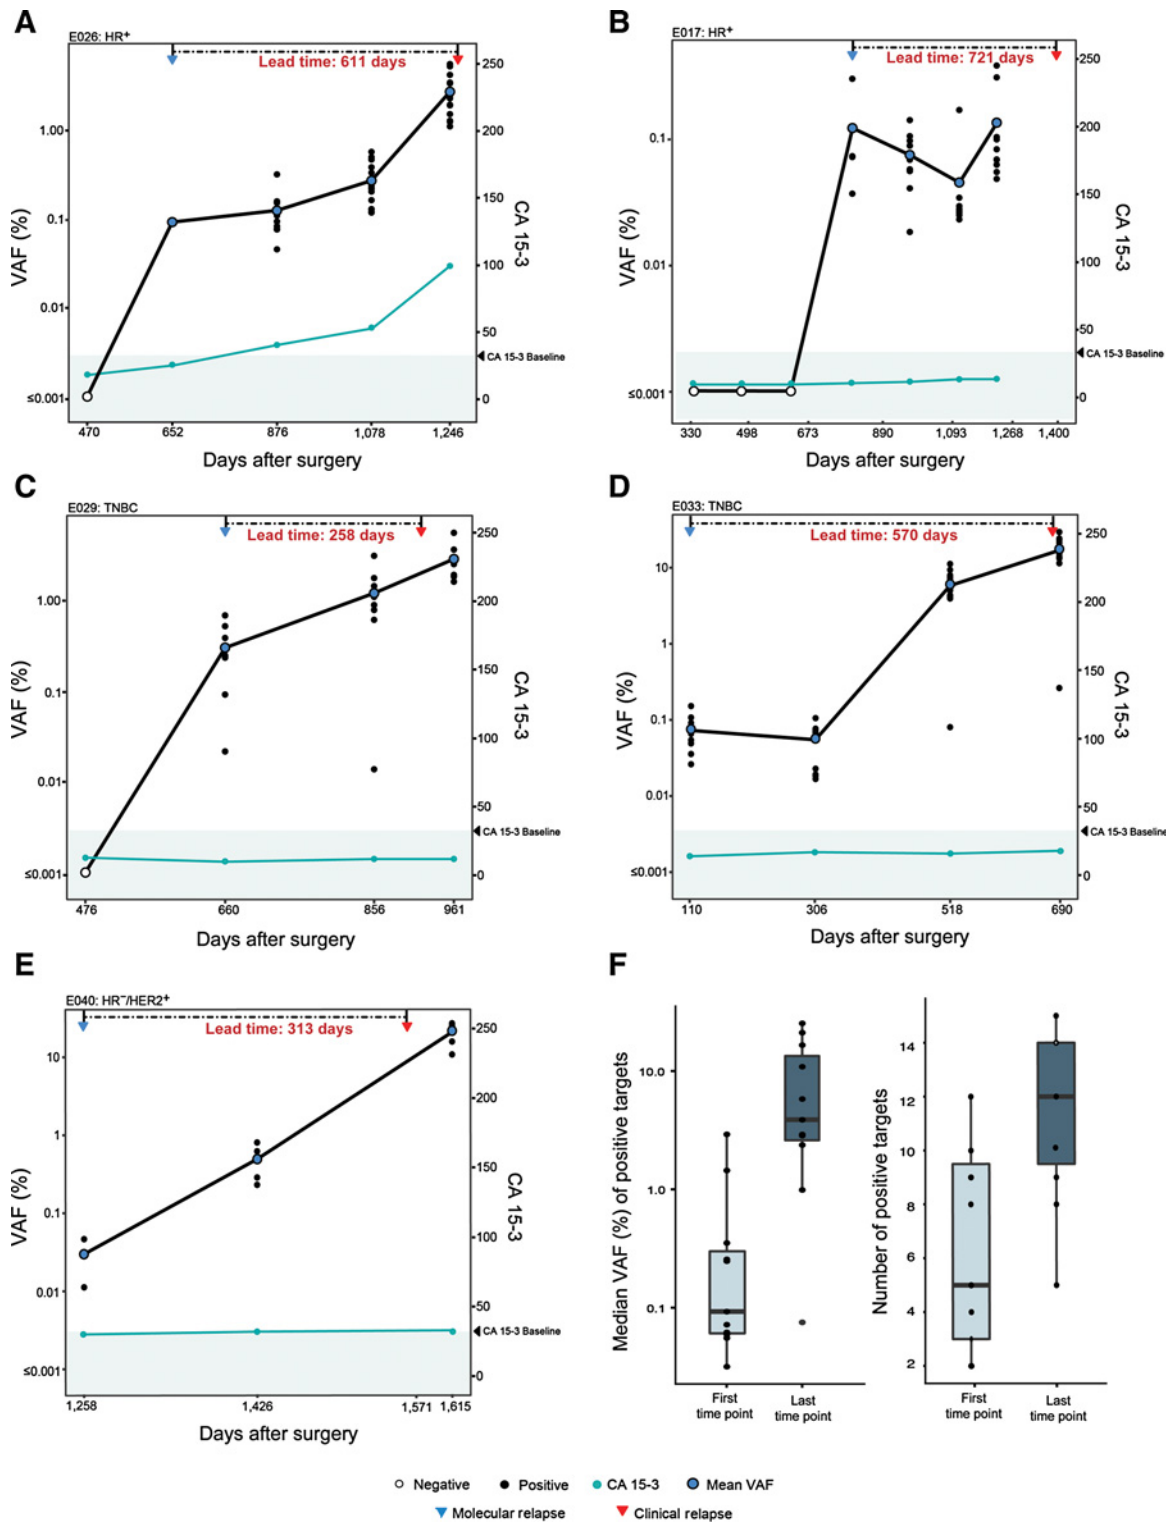 A
E026: HR⁺
Lead time: 611 days
VAF (%)
1.00
0.1
0.01
≤0.001
250
200
150
100
50
0
CA 15-3
CA 15-3 Baseline
470 652 876 1,078 1,246
Days after surgery
B
E017: HR⁺
Lead time: 721 days
VAF (%)
0.1
0.01
≤0.001
250
200
150
100
50
0
CA 15-3
CA 15-3 Baseline
330 498 673 890 1,093 1,268 1,400
Days after surgery
C
E029: TNBC
Lead time: 258 days
VAF (%)
1.00
0.1
0.01
≤0.001
250
200
150
100
50
0
CA 15-3
CA 15-3 Baseline
476 660 856 961
Days after surgery
D
E033: TNBC
Lead time: 570 days
VAF (%)
10
1
0.1
0.01
≤0.001
250
200
150
100
50
0
CA 15-3
CA 15-3 Baseline
110 306 518 690
Days after surgery
E
E040: HR⁻/HER2⁺
Lead time: 313 days
VAF (%)
10
1
0.1
0.01
≤0.001
250
200
150
100
50
0
CA 15-3
CA 15-3 Baseline
1,258 1,426 1,571 1,615
Days after surgery
F
Median VAF (%) of positive targets
10.0
1.0
0.1
First
time point
Last
time point
Number of positive targets
14
12
10
8
6
4
2
First
time point
Last
time point
Negative Positive CA 15-3 Mean VAF
Molecular relapse Clinical relapse